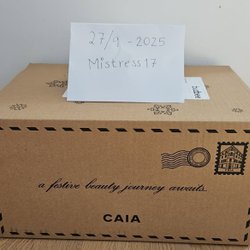 27/9 - 2025
Mistress17
a festive beauty journey awaits.
CAIA